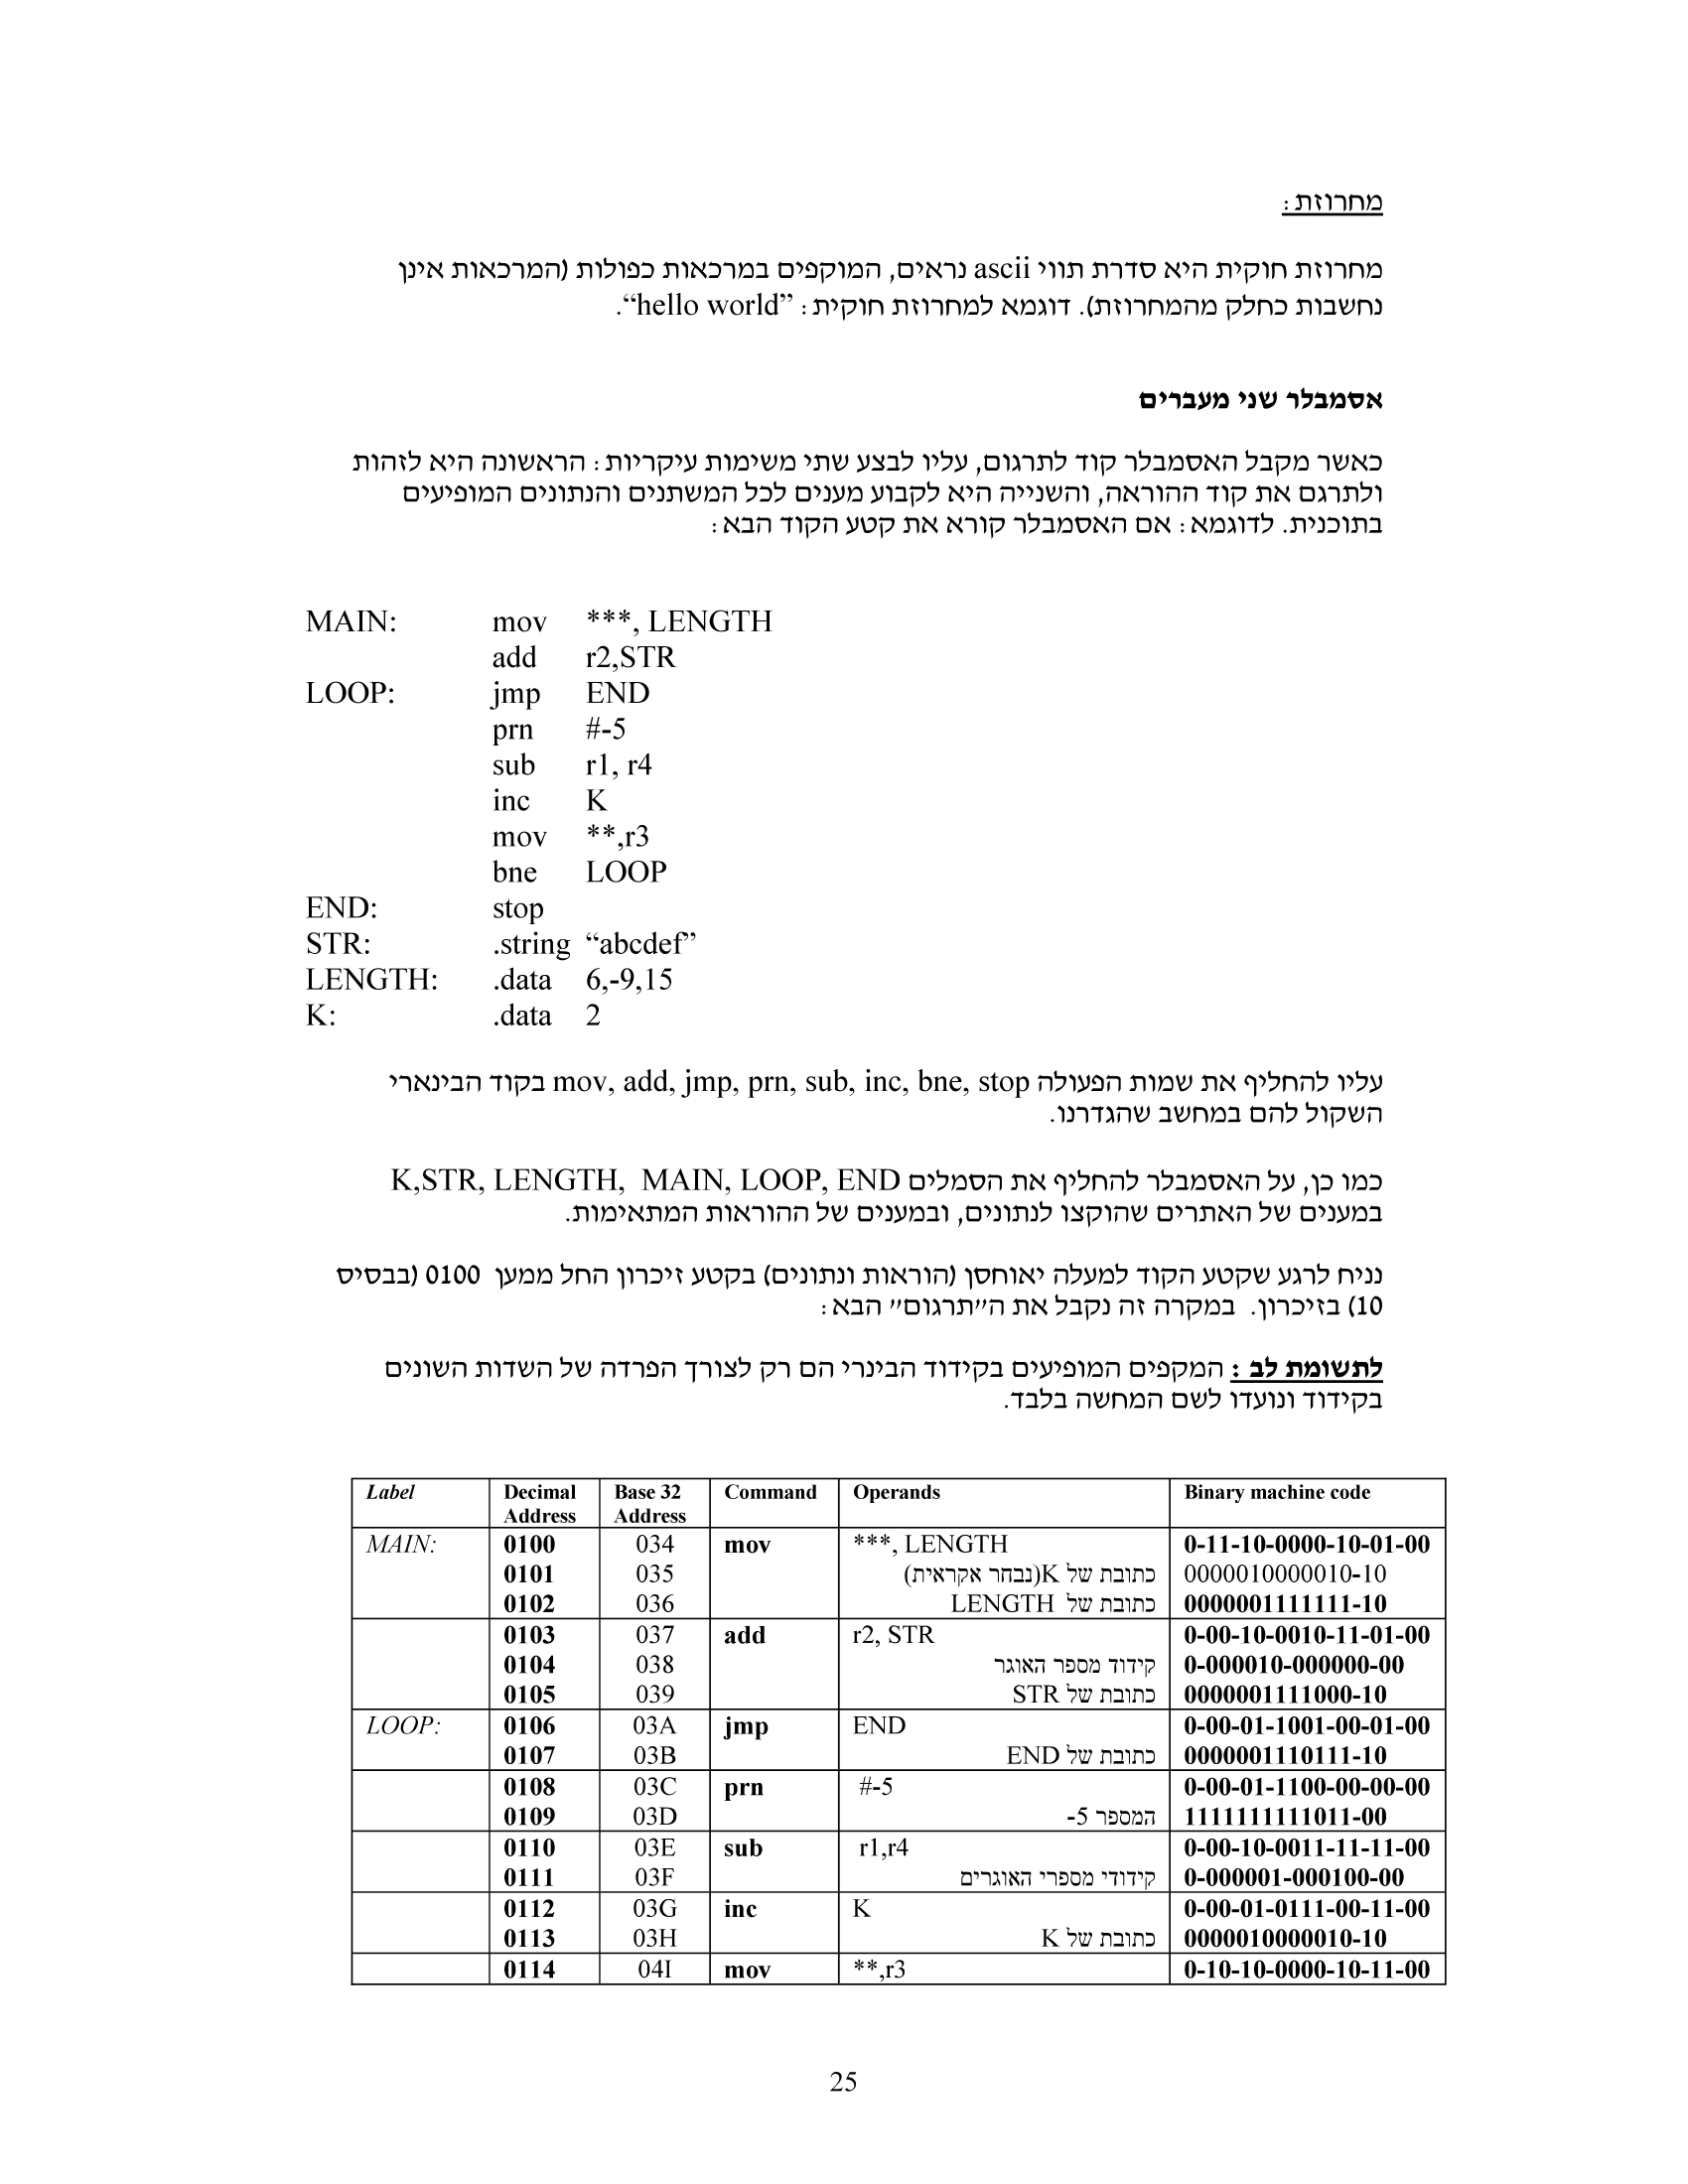 מחרוזת:
מחרוזת חוקית היא סדרת תווי ascii נראים, המוקפים במרכאות כפולות (המרכאות אינן
נחשבות כחלק מהמחרוזת). דוגמא למחרוזת חוקית: “hello world”.
אסמבלר שני מעברים
כאשר מקבל האסמבלר קוד לתרגום, עליו לבצע שתי משימות עיקריות: הראשונה היא לזהות
ולתרגם את קוד ההוראה, והשנייה היא לקבוע מענים לכל המשתנים והנתונים המופיעים
בתוכנית. לדוגמא: אם האסמבלר קורא את קטע הקוד הבא:
MAIN: mov ***, LENGTH
add r2,STR
LOOP: jmp END
prn #-5
sub r1, r4
inc K
mov **,r3
bne LOOP
END: stop
STR: .string “abcdef”
LENGTH: .data 6,-9,15
K: .data 2
עליו להחליף את שמות הפעולה mov, add, jmp, prn, sub, inc, bne, stop בקוד הבינארי
השקול להם במחשב שהגדרנו.
כמו כן, על האסמבלר להחליף את הסמלים K,STR, LENGTH, MAIN, LOOP, END
במענים של האתרים שהוקצו לנתונים, ובמענים של ההוראות המתאימות.
נניח לרגע שקטע הקוד למעלה יאוחסן (הוראות ונתונים) בקטע זיכרון החל ממען 0100 (בבסיס
10) בזיכרון. במקרה זה נקבל את ה״תרגום״ הבא:
לתשומת לב: המקפים המופיעים בקידוד הבינרי הם רק לצורך הפרדה של השדות השונים
בקידוד ונועדו לשם המחשה בלבד.
Label Decimal Address Base 32 Address Command Operands Binary machine code
MAIN: 0100 034 mov ***, LENGTH 0-11-10-0000-10-01-00
0101 035 כתובת של K(נבחר אקראית) 0000010000010-10
0102 036 כתובת של LENGTH 0000001111111-10
0103 037 add r2, STR 0-00-10-0010-11-01-00
0104 038 קידוד מספר האוגר 0-000010-000000-00
0105 039 כתובת של STR 0000001111000-10
LOOP: 0106 03A jmp END 0-00-01-1001-00-01-00
0107 03B כתובת של END 0000001110111-10
0108 03C prn #-5 0-00-01-1100-00-00-00
0109 03D המספר -5 1111111111011-00
0110 03E sub r1,r4 0-00-10-0011-11-11-00
0111 03F קידודי מספרי האוגרים 0-000001-000100-00
0112 03G inc K 0-00-01-0111-00-11-00
0113 03H כתובת של K 0000010000010-10
0114 04I mov **,r3 0-10-10-0000-10-11-00
25